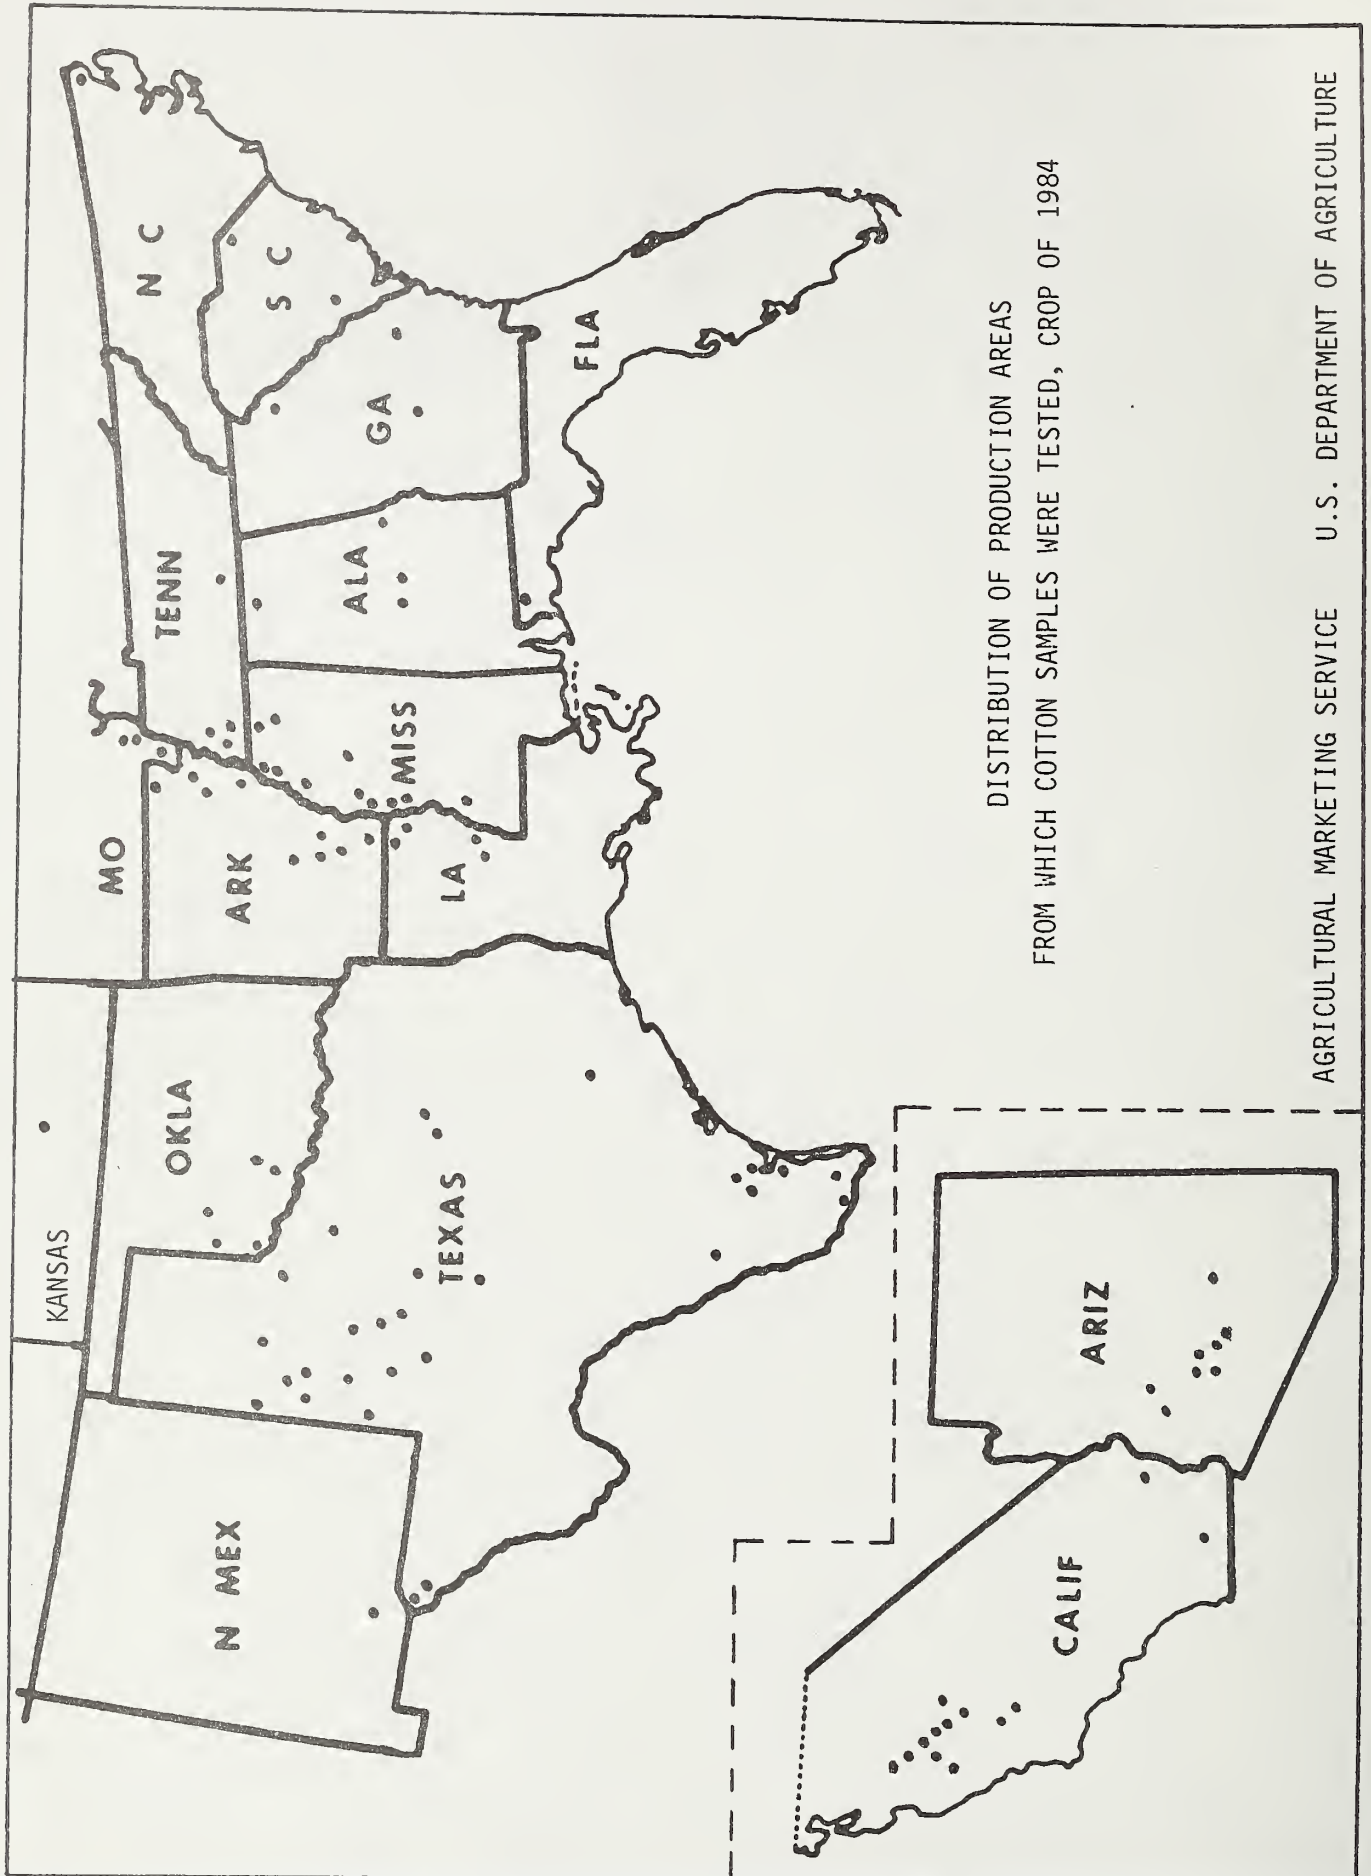 KANSAS
MO
N C
OKLA
TENN
S C
ARK
N MEX
TEXAS
LA
MISS
ALA
GA
FLA
CALIF
ARIZ
DISTRIBUTION OF PRODUCTION AREAS
FROM WHICH COTTON SAMPLES WERE TESTED, CROP OF 1984
AGRICULTURAL MARKETING SERVICE U.S. DEPARTMENT OF AGRICULTURE